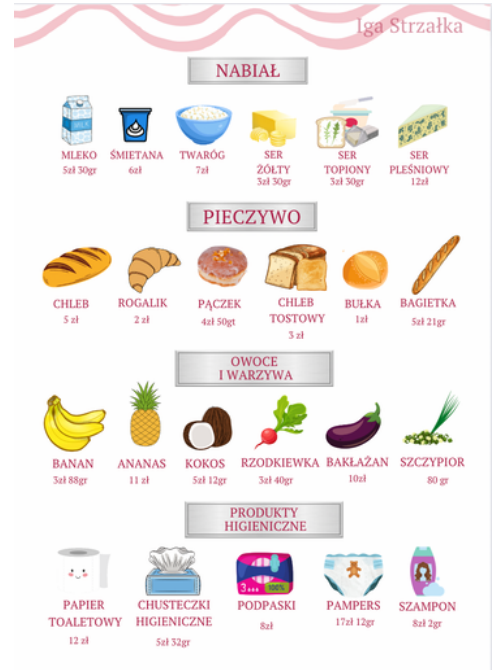 Iga Strzałka
NABIAŁ
MLEKO ŚMIETANA TWARÓG SER ŻÓŁTY SER TOPIONY SER PLEŚNIOWY
5zł 30gr 6zł 7zł 3zł 30gr 3zł 30gr 12zł
PIECZYWO
CHLEB ROGALIK PĄCZEK CHLEB TOSTOWY BUŁKA BAGIETKA
5 zł 2 zł 4zł 50gt 3 zł 1zł 5zł 21gr
OWOCE
I WARZYWA
BANAN ANANAS KOKOS RZODKIEWKA BAKŁAŻAN SZCZYPIOR
3zł 88gr 11 zł 5zł 12gr 3zł 40gr 10zł 80 gr
PRODUKTY
HIGIENICZNE
3 100%
PAPIER TOALETOWY CHUSTECZKI HIGIENICZNE PODPASKI PAMPERS SZAMPON
12 zł 5zł 32gr 8zł 17zł 12gr 8zł 2gr